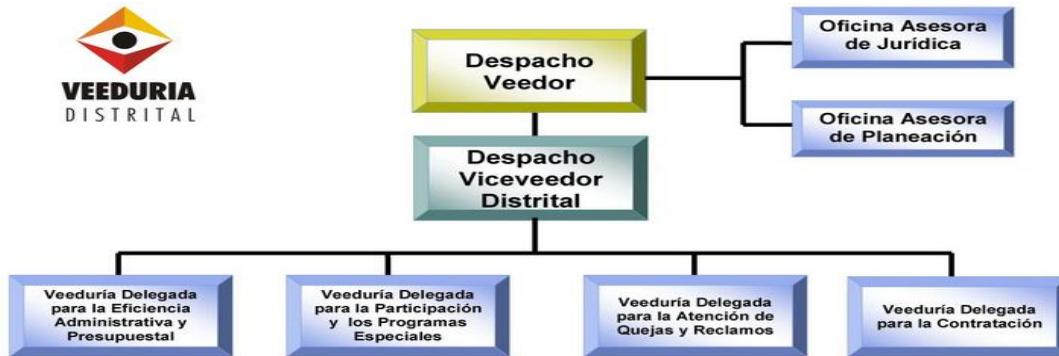 VEEDURIA
DISTRITAL
Despacho
Veedor
Oficina Asesora
de Jurídica
Oficina Asesora
de Planeación
Despacho
Viceveedor
Distrital
Veeduría Delegada
para la Eficiencia
Administrativa y
Presupuestal
Veeduría Delegada
para la Participación
y los Programas
Especiales
Veeduría Delegada
para la Atención de
Quejas y Reclamos
Veeduría Delegada
para la Contratación